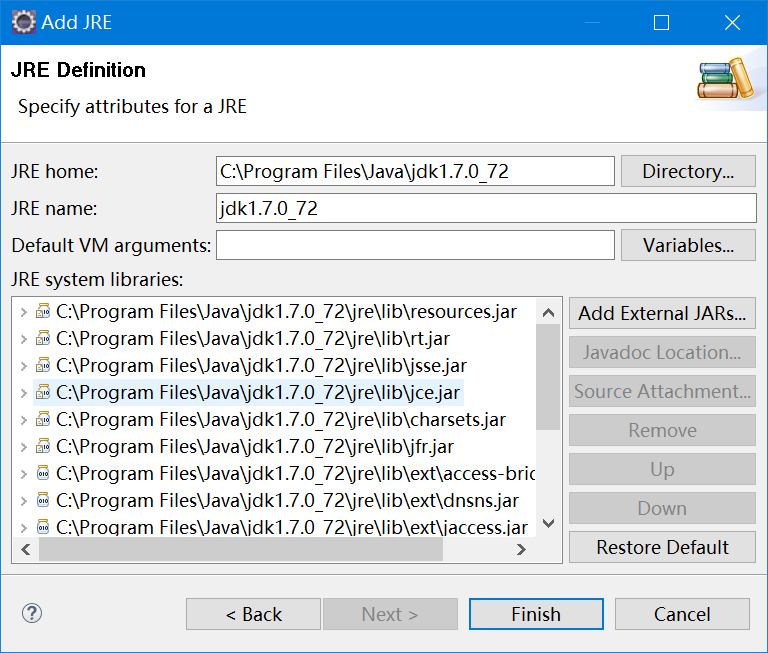 Add JRE
JRE Definition
Specify attributes for a JRE
JRE home: C:\Program Files\Java\jdk1.7.0_72 Directory...
JRE name: jdk1.7.0_72
Default VM arguments: Variables...
JRE system libraries:
C:\Program Files\Java\jdk1.7.0_72\jre\lib\resources.jar
C:\Program Files\Java\jdk1.7.0_72\jre\lib\rt.jar
C:\Program Files\Java\jdk1.7.0_72\jre\lib\jsse.jar
C:\Program Files\Java\jdk1.7.0_72\jre\lib\jce.jar
C:\Program Files\Java\jdk1.7.0_72\jre\lib\charsets.jar
C:\Program Files\Java\jdk1.7.0_72\jre\lib\jfr.jar
C:\Program Files\Java\jdk1.7.0_72\jre\lib\ext\access-brid
C:\Program Files\Java\jdk1.7.0_72\jre\lib\ext\dnsns.jar
C:\Program Files\Java\jdk1.7.0_72\jre\lib\ext\jaccess.jar
Add External JARs...
Javadoc Location...
Source Attachment...
Remove
Up
Down
Restore Default
? < Back Next > Finish Cancel